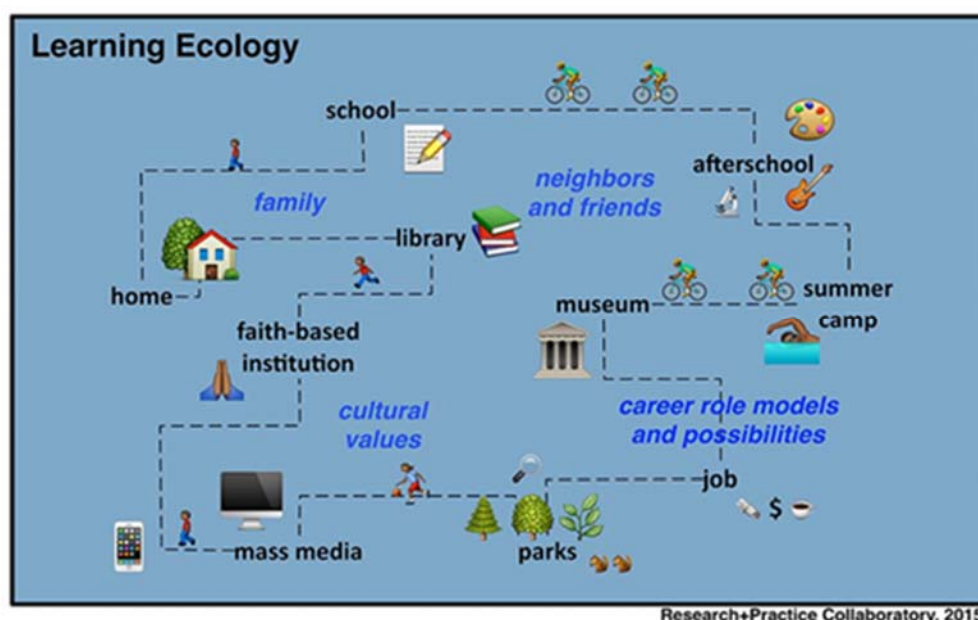 Learning Ecology
school
afterschool
family
neighbors
and friends
library
home
museum
summer
camp
faith-based
institution
cultural
values
career role models
and possibilities
job
$
mass media
parks
Research+Practice Collaboratory, 2015